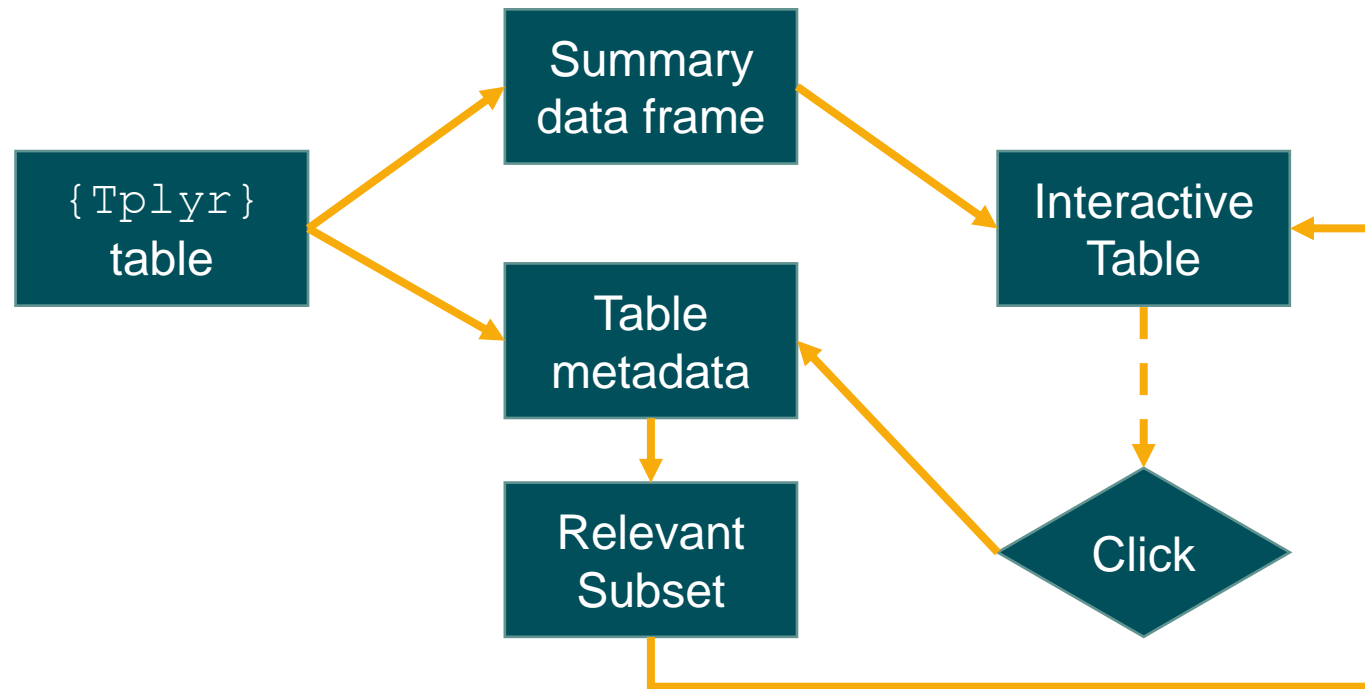 Summary
data frame
{Tplyr}
table
Interactive
Table
Table
metadata
Relevant
Subset
Click